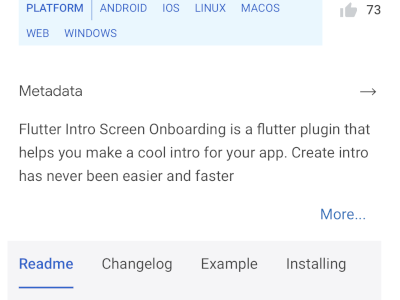 PLATFORM ANDROID IOS LINUX MACOS
73
WEB WINDOWS
Metadata →
Flutter Intro Screen Onboarding is a flutter plugin that
helps you make a cool intro for your app. Create intro
has never been easier and faster
More...
Readme Changelog Example Installing